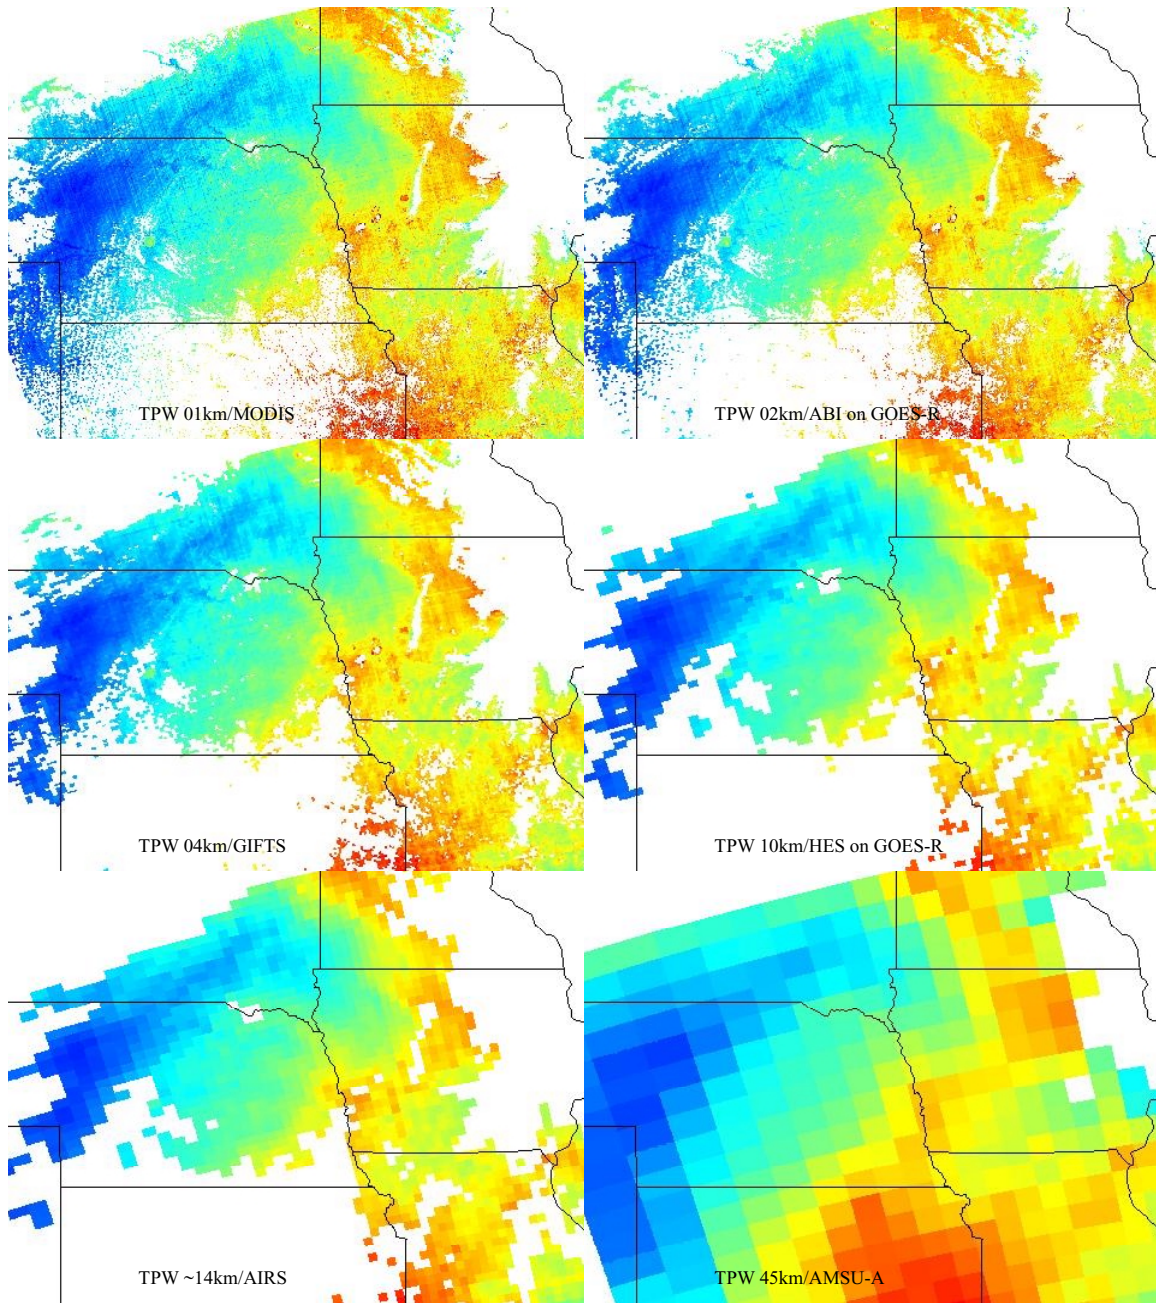 TPW 01km/MODIS
TPW 02km/ABI on GOES-R
TPW 04km/GIFTS
TPW 10km/HES on GOES-R
TPW ~14km/AIRS
TPW 45km/AMSU-A